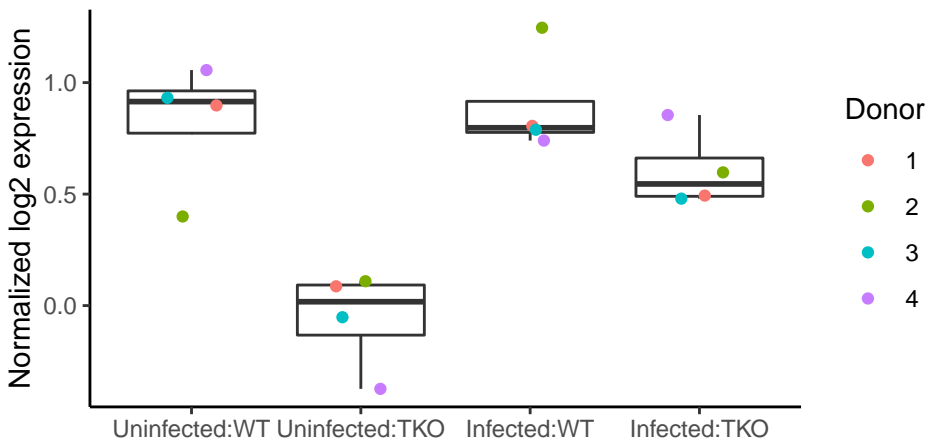 Normalized log2 expression
1.0
0.5
0.0
Uninfected:WT Uninfected:TKO Infected:WT Infected:TKO
Donor
1
2
3
4